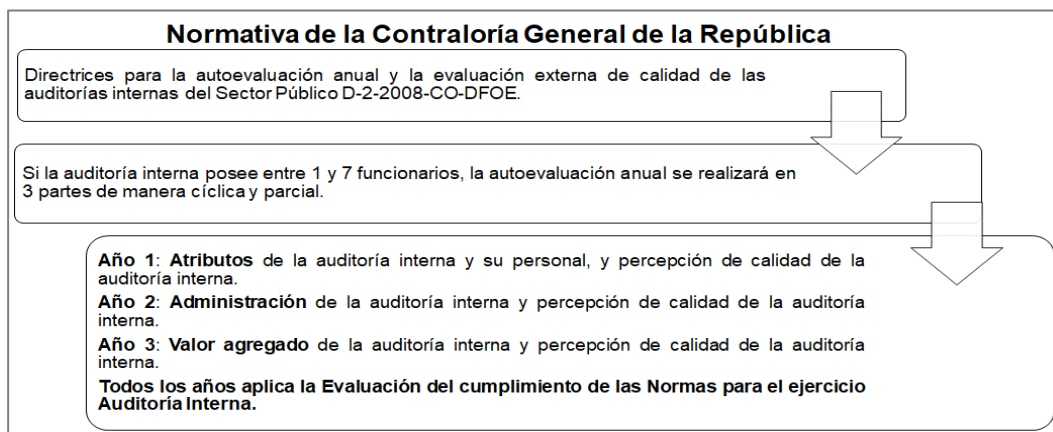 Normativa de la Contraloría General de la República
Directrices para la autoevaluación anual y la evaluación externa de calidad de las
auditorías internas del Sector Público D-2-2008-CO-DFOE.
Si la auditoría interna posee entre 1 y 7 funcionarios, la autoevaluación anual se realizará en
3 partes de manera cíclica y parcial.
Año 1: Atributos de la auditoría interna y su personal, y percepción de calidad de la
auditoría interna.
Año 2: Administración de la auditoría interna y percepción de calidad de la auditoría
interna.
Año 3: Valor agregado de la auditoría interna y percepción de calidad de la auditoría
interna.
Todos los años aplica la Evaluación del cumplimiento de las Normas para el ejercicio
Auditoría Interna.